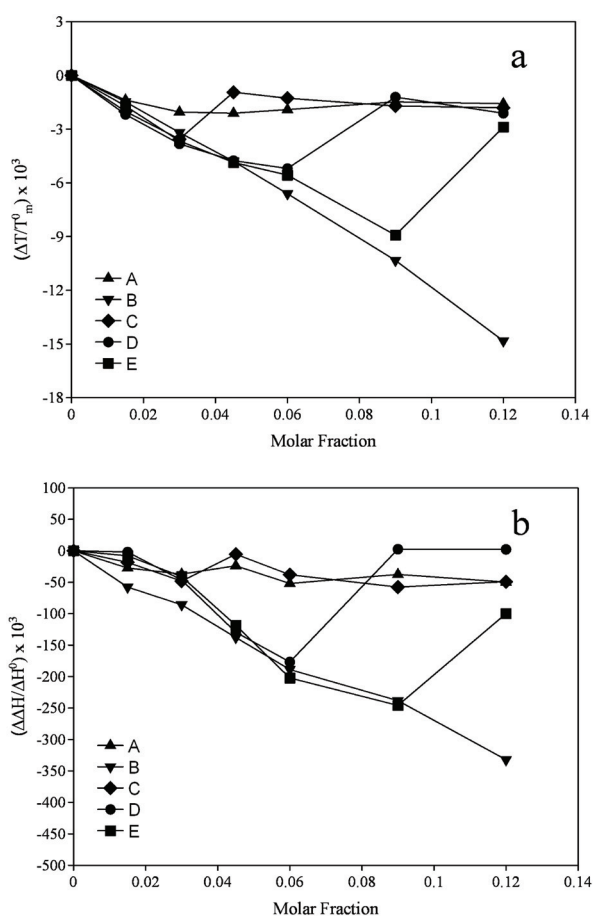 3
0
-3
-6
-9
-12
-15
-18
(ΔT/T⁰ₘ) x 10³
a
A
B
C
D
E
0 0.02 0.04 0.06 0.08 0.1 0.12 0.14
Molar Fraction
100
50
0
-50
-100
-150
-200
-250
-300
-350
-400
-450
-500
(ΔΔH/ΔH⁰) x 10³
b
A
B
C
D
E
0 0.02 0.04 0.06 0.08 0.1 0.12 0.14
Molar Fraction